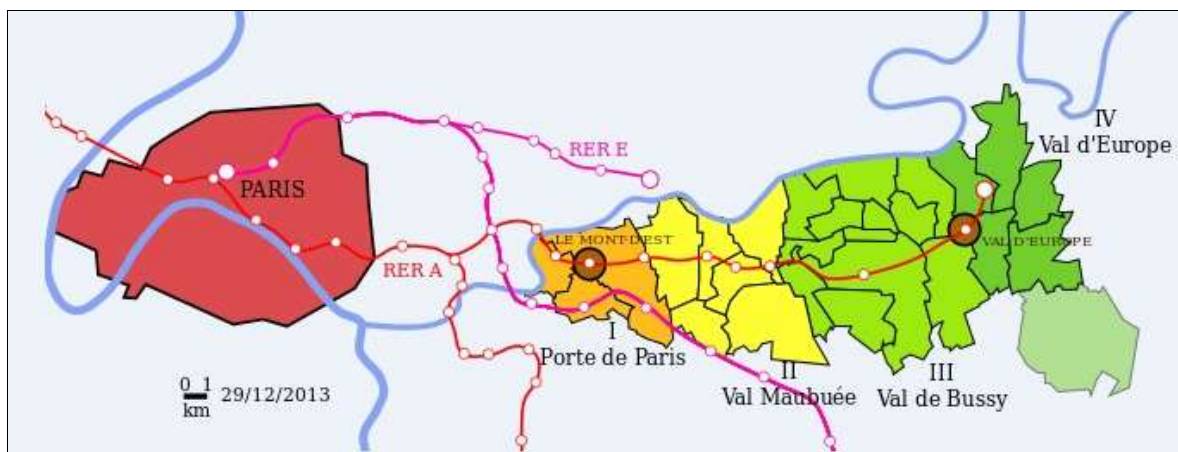 IV
Val d'Europe
RER E
PARIS
LE MONT-D'EST
VAL D'EUROPE
RER A
I
Porte de Paris
II
Val Maubuée
III
Val de Bussy
0 1
km
29/12/2013